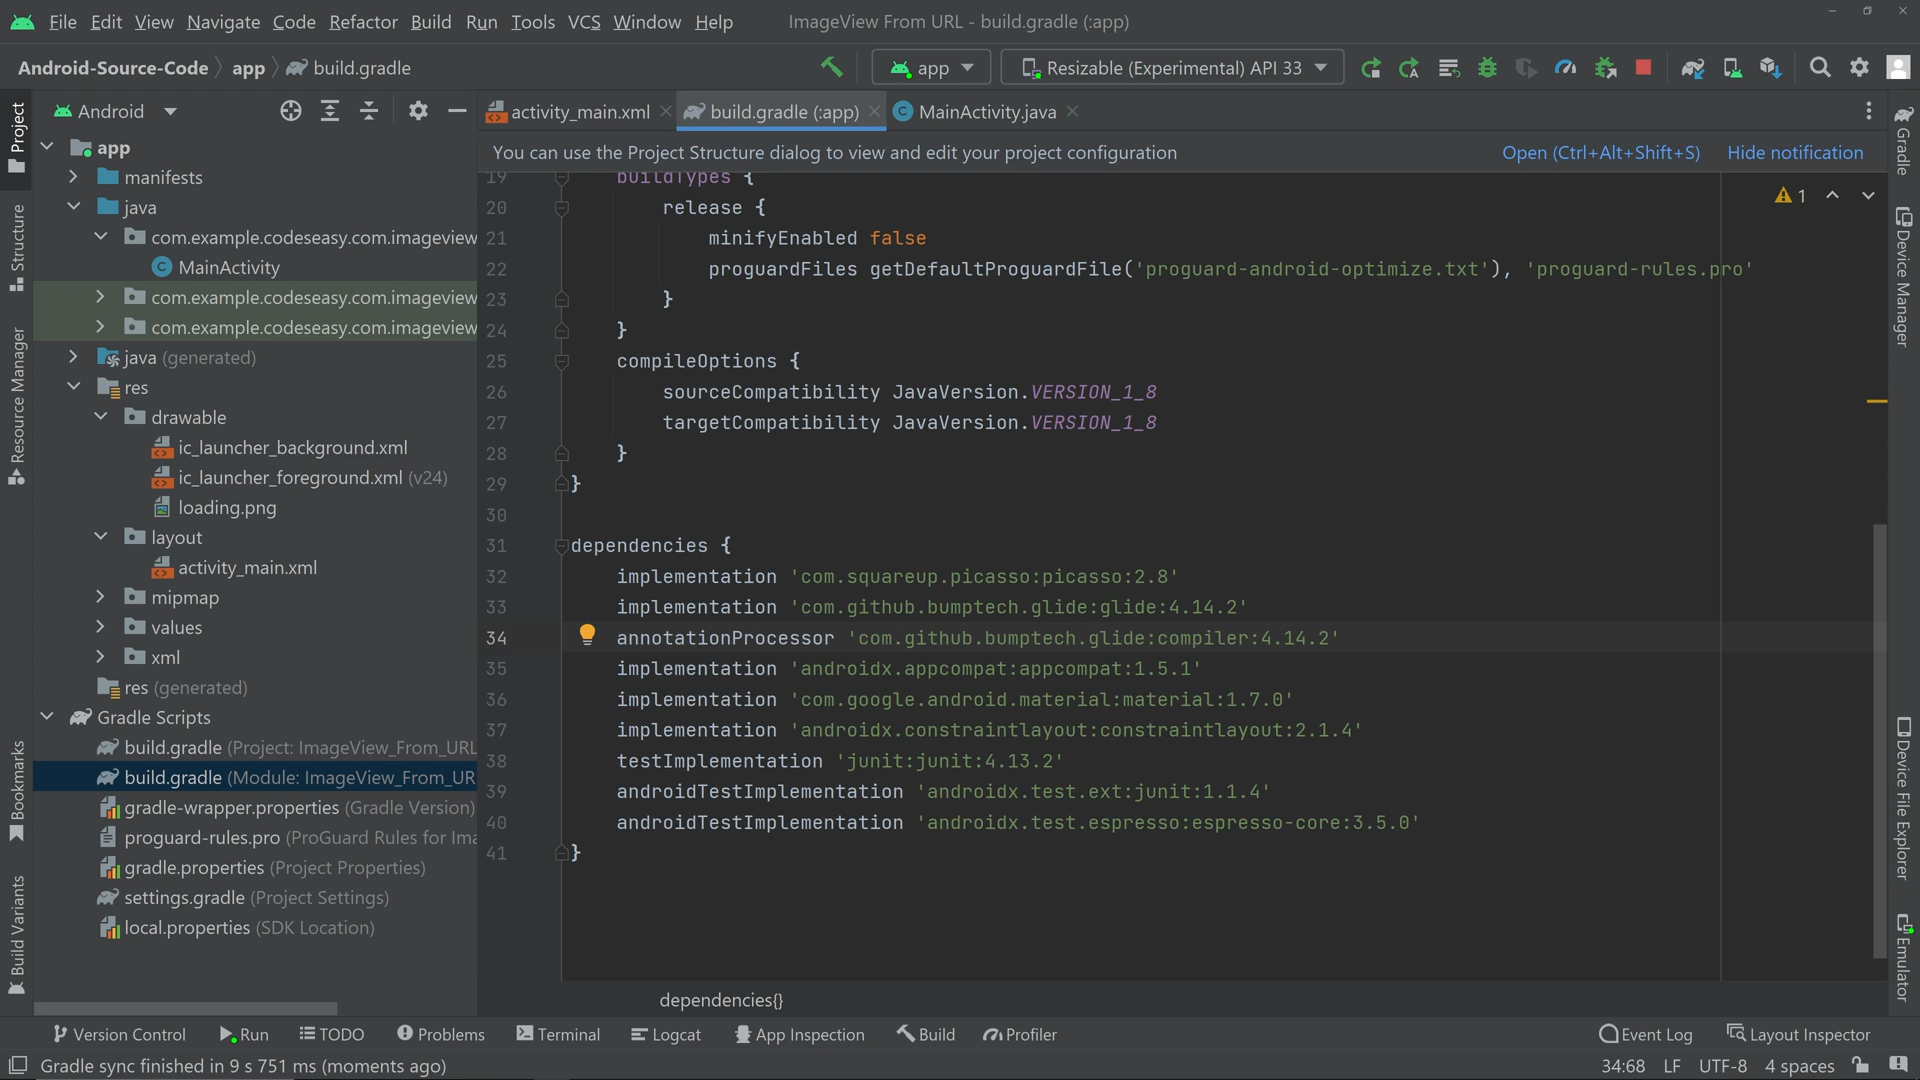 File Edit View Navigate Code Refactor Build Run Tools VCS Window Help ImageView From URL - build.gradle (:app)
Android-Source-Code app build.gradle app Resizable (Experimental) API 33
Project
Structure
Resource Manager
Bookmarks
Build Variants
Android
app
manifests
java
com.example.codeseasy.com.imageview
MainActivity
com.example.codeseasy.com.imageview
com.example.codeseasy.com.imageview
java (generated)
res
drawable
ic_launcher_background.xml
ic_launcher_foreground.xml (v24)
loading.png
layout
activity_main.xml
mipmap
values
xml
res (generated)
Gradle Scripts
build.gradle (Project: ImageView_From_URL
build.gradle (Module: ImageView_From_UR
gradle-wrapper.properties (Gradle Version)
proguard-rules.pro (ProGuard Rules for Ima
gradle.properties (Project Properties)
settings.gradle (Project Settings)
local.properties (SDK Location)
activity_main.xml build.gradle (:app) MainActivity.java
You can use the Project Structure dialog to view and edit your project configuration Open (Ctrl+Alt+Shift+S) Hide notification
1
19 buildTypes {
20 release {
21 minifyEnabled false
22 proguardFiles getDefaultProguardFile('proguard-android-optimize.txt'), 'proguard-rules.pro'
23 }
24 }
25 compileOptions {
26 sourceCompatibility JavaVersion.VERSION_1_8
27 targetCompatibility JavaVersion.VERSION_1_8
28 }
29 }
30
31 dependencies {
32 implementation 'com.squareup.picasso:picasso:2.8'
33 implementation 'com.github.bumptech.glide:glide:4.14.2'
34 annotationProcessor 'com.github.bumptech.glide:compiler:4.14.2'
35 implementation 'androidx.appcompat:appcompat:1.5.1'
36 implementation 'com.google.android.material:material:1.7.0'
37 implementation 'androidx.constraintlayout:constraintlayout:2.1.4'
38 testImplementation 'junit:junit:4.13.2'
39 androidTestImplementation 'androidx.test.ext:junit:1.1.4'
40 androidTestImplementation 'androidx.test.espresso:espresso-core:3.5.0'
41 }
dependencies{}
Gradle
Device Manager
Device File Explorer
Emulator
Version Control Run TODO Problems Terminal Logcat App Inspection Build Profiler Event Log Layout Inspector
Gradle sync finished in 9 s 751 ms (moments ago) 34:68 LF UTF-8 4 spaces